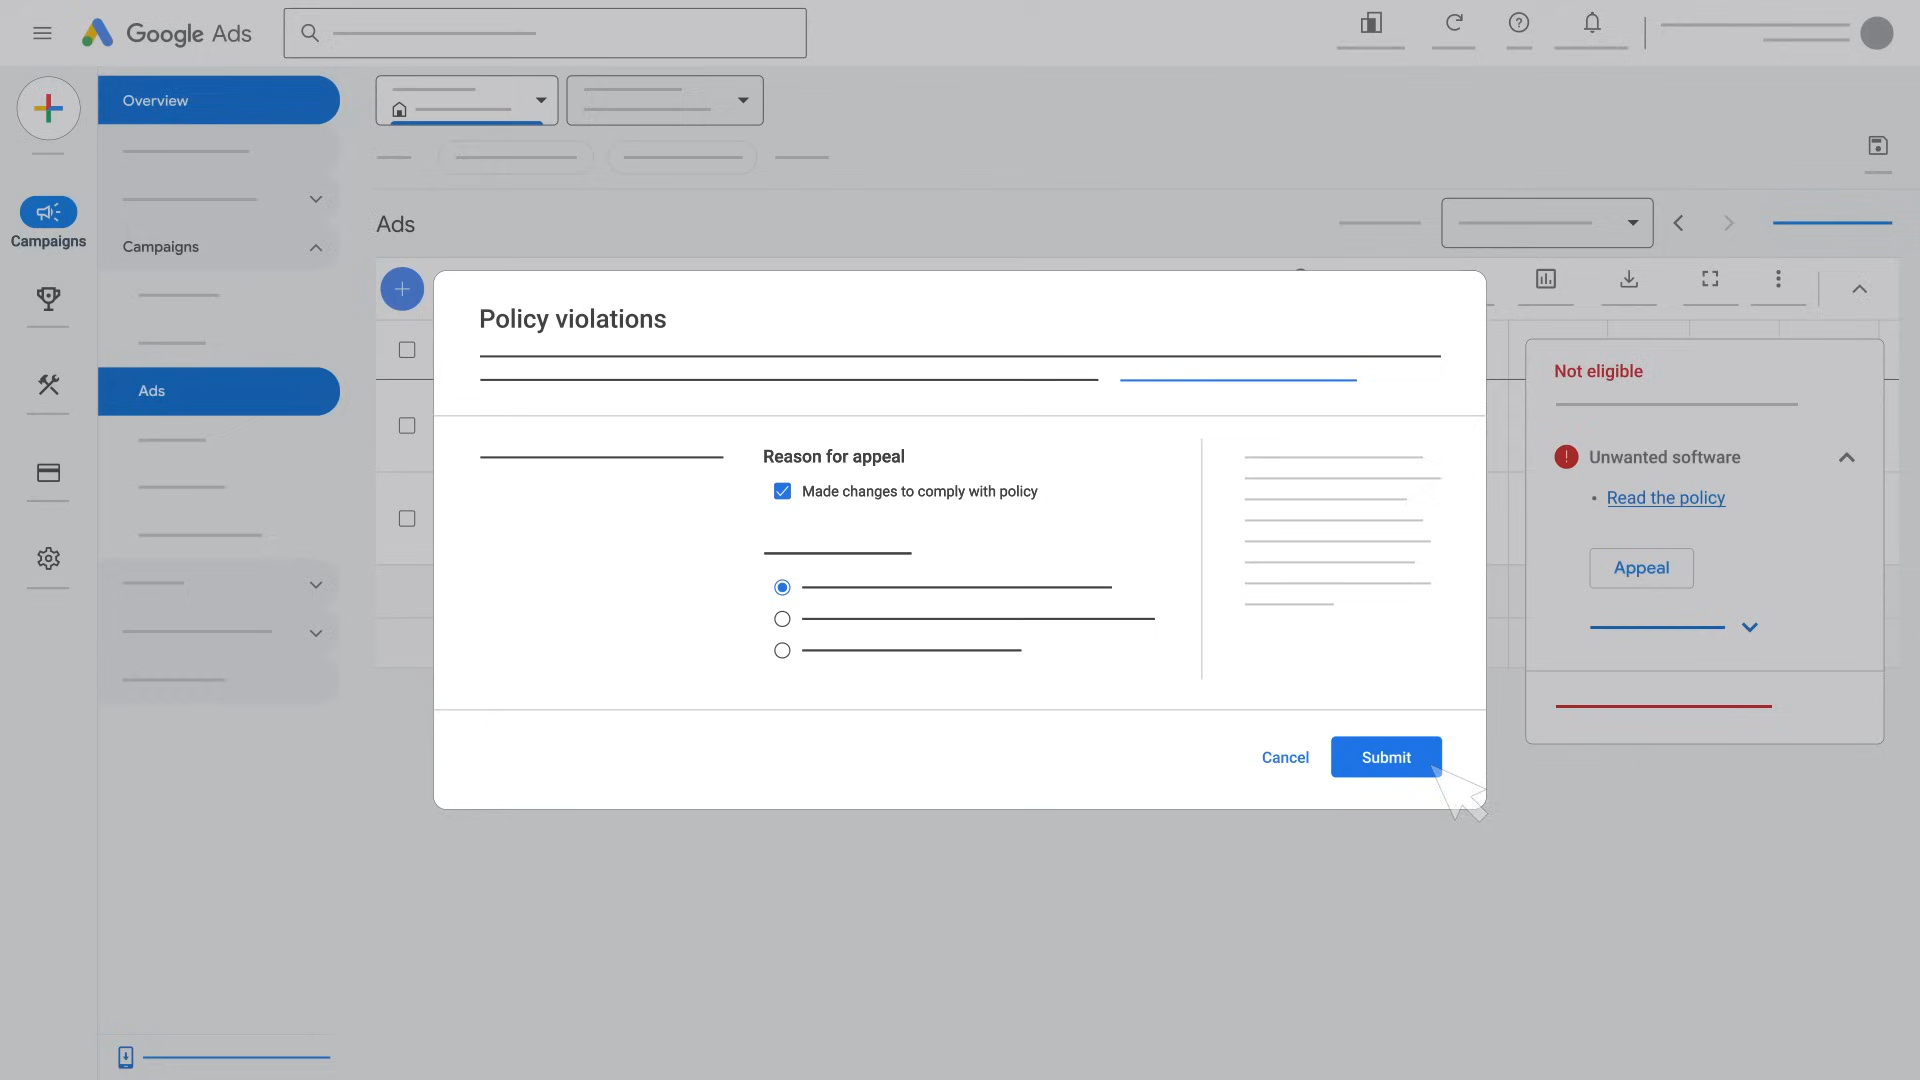 Google Ads
Overview
Campaigns
Campaigns
Ads
Ads
Policy violations
Reason for appeal
Made changes to comply with policy
Cancel
Submit
Not eligible
Unwanted software
Read the policy
Appeal